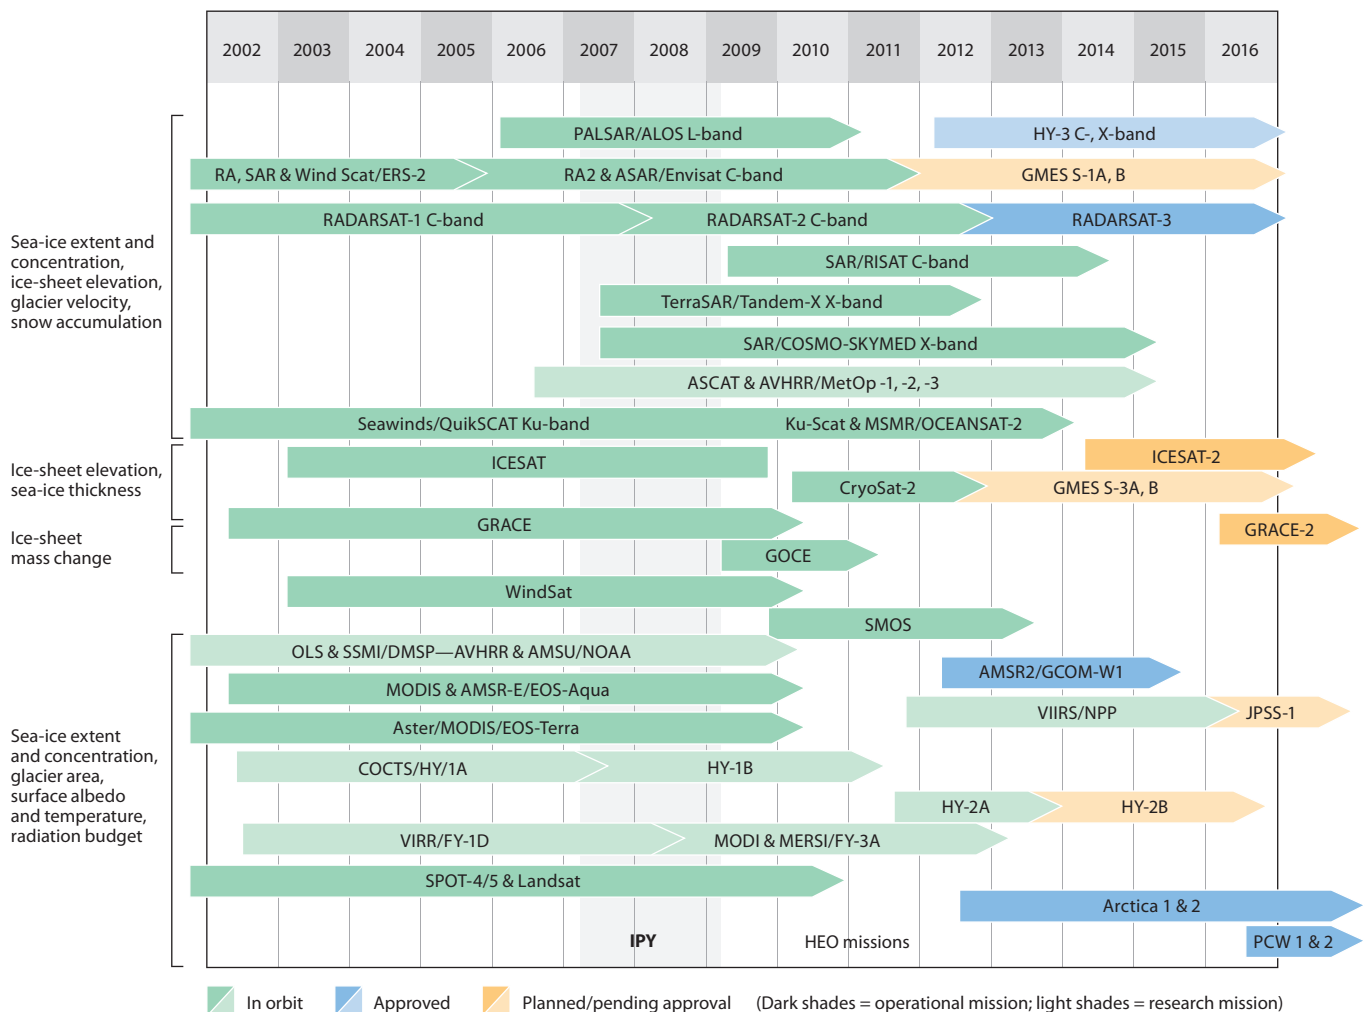 2002 2003 2004 2005 2006 2007 2008 2009 2010 2011 2012 2013 2014 2015 2016
Sea-ice extent and
concentration,
ice-sheet elevation,
glacier velocity,
snow accumulation
PALSAR/ALOS L-band
HY-3 C-, X-band
RA, SAR & Wind Scat/ERS-2
RA2 & ASAR/Envisat C-band
GMES S-1A, B
RADARSAT-1 C-band
RADARSAT-2 C-band
RADARSAT-3
SAR/RISAT C-band
TerraSAR/Tandem-X X-band
SAR/COSMO-SKYMED X-band
ASCAT & AVHRR/MetOp -1, -2, -3
Seawinds/QuikSCAT Ku-band
Ku-Scat & MSMR/OCEANSAT-2
Ice-sheet elevation,
sea-ice thickness
ICESAT
ICESAT-2
CryoSat-2
GMES S-3A, B
Ice-sheet
mass change
GRACE
GRACE-2
GOCE
WindSat
SMOS
Sea-ice extent
and concentration,
glacier area,
surface albedo
and temperature,
radiation budget
OLS & SSMI/DMSP—AVHRR & AMSU/NOAA
AMSR2/GCOM-W1
MODIS & AMSR-E/EOS-Aqua
VIIRS/NPP
JPSS-1
Aster/MODIS/EOS-Terra
COCTS/HY/1A
HY-1B
HY-2A
HY-2B
VIRR/FY-1D
MODI & MERSI/FY-3A
SPOT-4/5 & Landsat
Arctica 1 & 2
IPY
HEO missions
PCW 1 & 2
In orbit
Approved
Planned/pending approval
(Dark shades = operational mission; light shades = research mission)